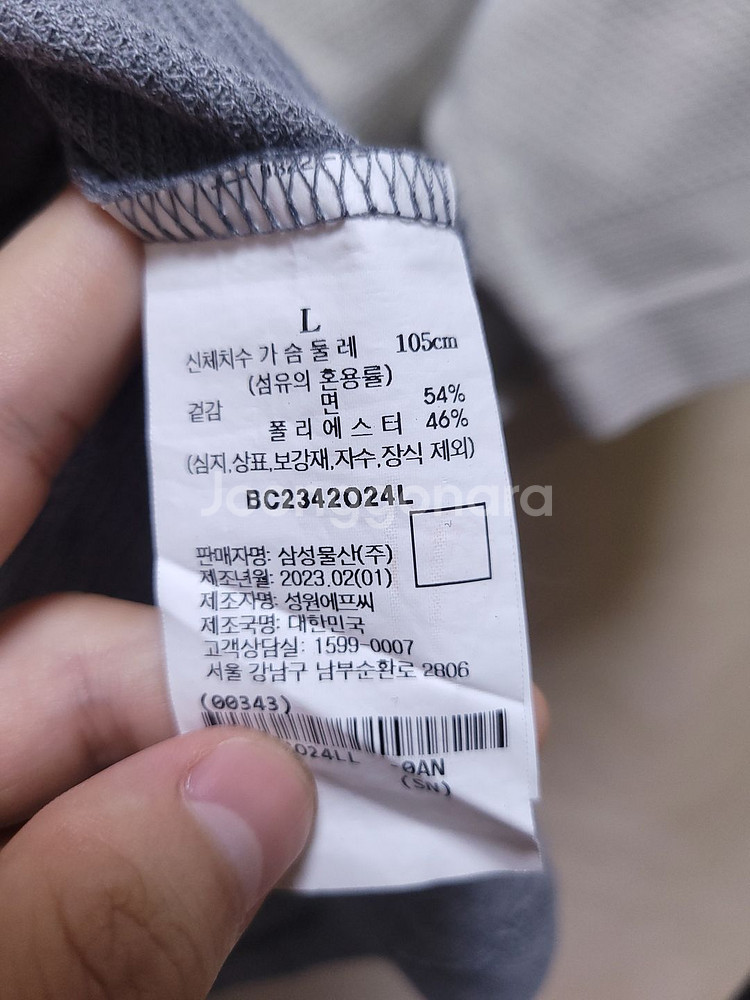 L
신체치수 가 슴 둘 레 105cm
(섬유의 혼용률)
겉감 면 54%
폴 리 에 스 터 46%
(심지,상표,보강재,자수,장식 제외)
BC2342O24L
Joonggonara
판매자명: 삼성물산(주)
제조년월: 2023.02(01)
제조자명: 성원에프씨
제조국명: 대한민국
고객상담실: 1599-0007
서울 강남구 남부순환로 2806
(00343)
O24LL -0AN
(SN)